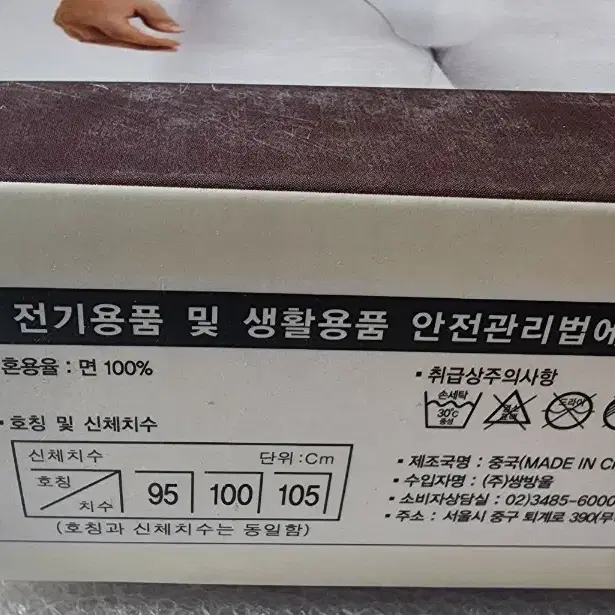 전기용품 및 생활용품 안전관리법에
혼용율 : 면 100%
• 취급상주의사항
손세탁
30℃
중성
염소
표백
드라이
• 호칭 및 신체치수
신체치수 단위:Cm
호칭
치수
95 100 105
(호칭과 신체치수는 동일함)
• 제조국명 : 중국(MADE IN C
• 수입자명 : (주)쌍방울
• 소비자상담실 : 02)3485-6000
• 주소 : 서울시 중구 퇴계로 390(무